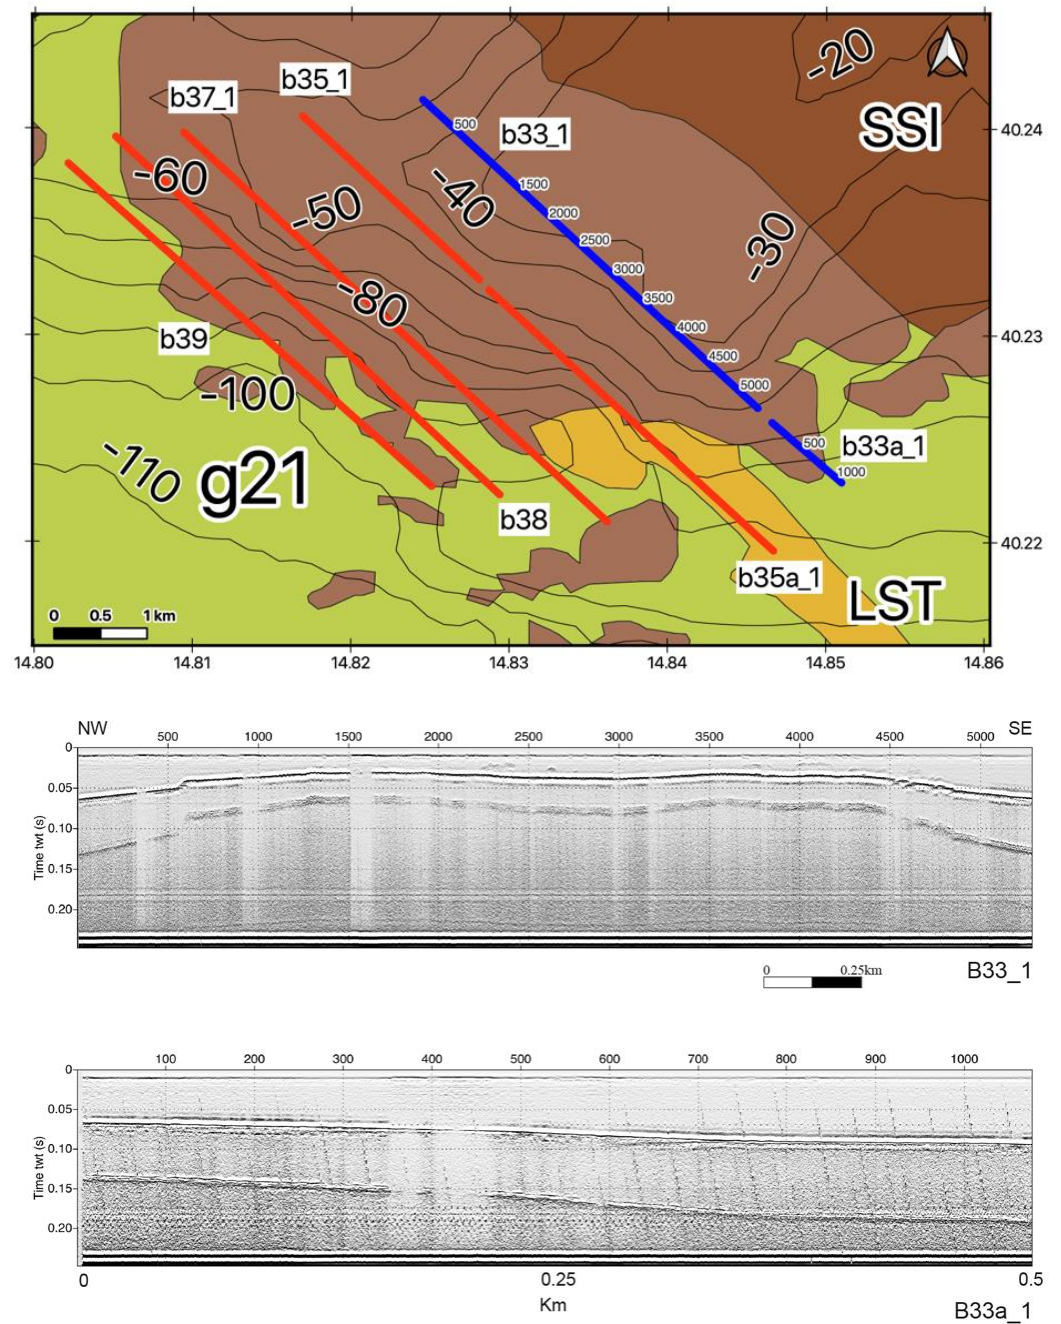 b35_1
b37_1
500
b33_1
-20
SSI
40.24
-60
-50
-40
1500
2000
2500
3000
3500
4000
4500
5000
-30
-80
40.23
b39
-100
-110
g21
500
1000
b33a_1
b38
40.22
b35a_1
LST
0 0.5 1 km
14.80 14.81 14.82 14.83 14.84 14.85 14.86
NW SE
500 1000 1500 2000 2500 3000 3500 4000 4500 5000
0
0.05
0.10
0.15
0.20
Time twt (s)
0 0.25km
B33_1
100 200 300 400 500 600 700 800 900 1000
0
0.05
0.10
0.15
0.20
Time twt (s)
0 0.25 0.5
Km
B33a_1